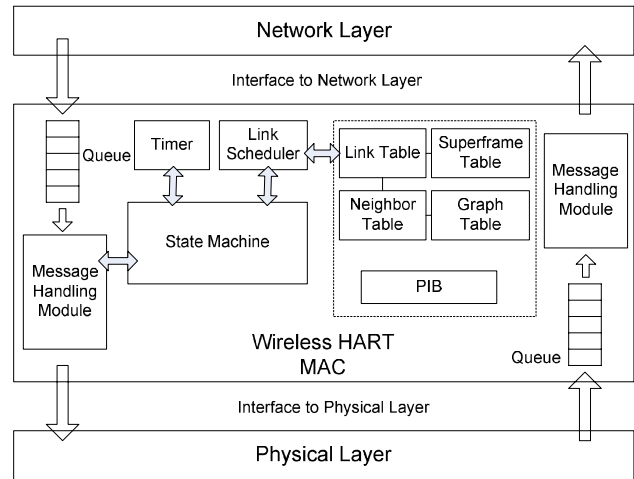 Network Layer
Interface to Network Layer
Queue
Timer
Link
Scheduler
Link Table
Superframe
Table
Neighbor
Table
Graph
Table
Message
Handling
Module
State Machine
Message
Handling
Module
PIB
Wireless HART
MAC
Queue
Interface to Physical Layer
Physical Layer